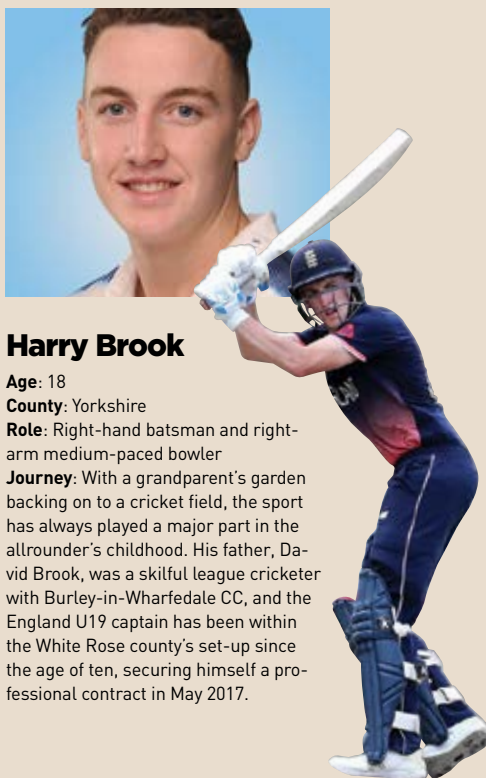 Harry Brook
Age: 18
County: Yorkshire
Role: Right-hand batsman and right-
arm medium-paced bowler
Journey: With a grandparent’s garden
backing on to a cricket field, the sport
has always played a major part in the
allrounder’s childhood. His father, Da-
vid Brook, was a skilful league cricketer
with Burley-in-Wharfedale CC, and the
England U19 captain has been within
the White Rose county’s set-up since
the age of ten, securing himself a pro-
fessional contract in May 2017.